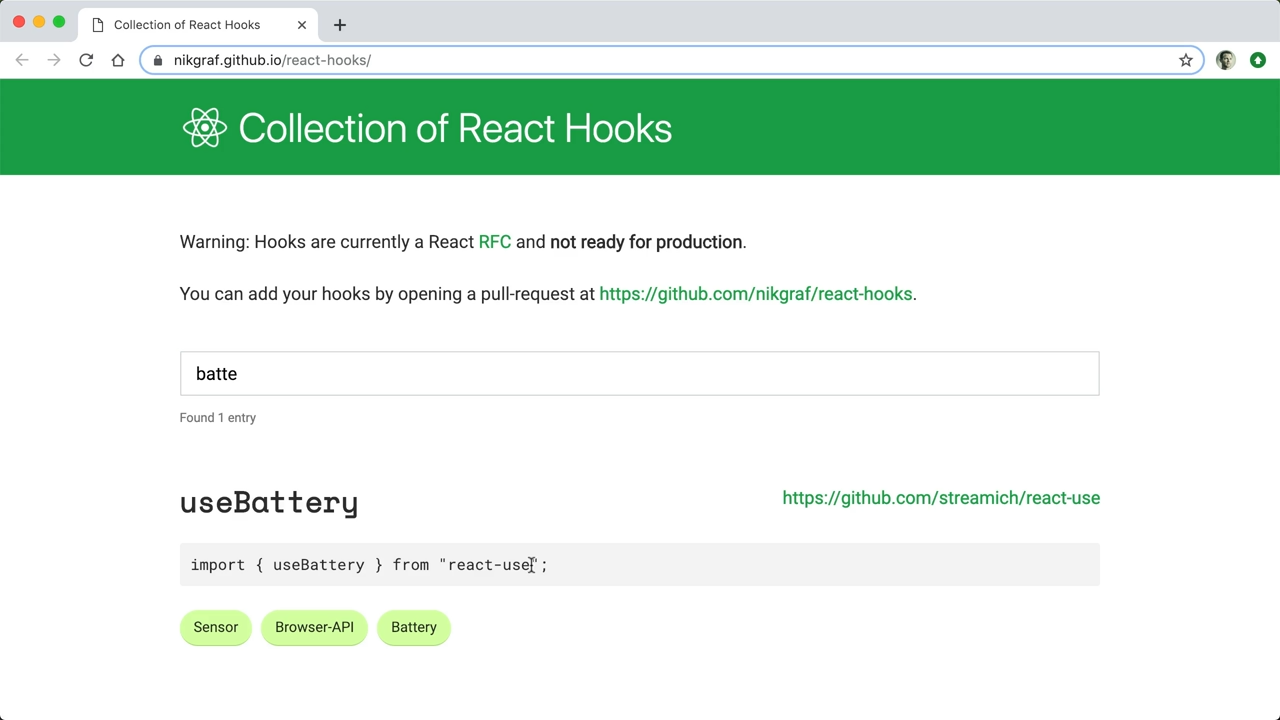 Collection of React Hooks
nikgraf.github.io/react-hooks/
Collection of React Hooks
Warning: Hooks are currently a React RFC and not ready for production.
You can add your hooks by opening a pull-request at https://github.com/nikgraf/react-hooks.
batte
Found 1 entry
useBattery
https://github.com/streamich/react-use
import { useBattery } from "react-use";
Sensor Browser-API Battery